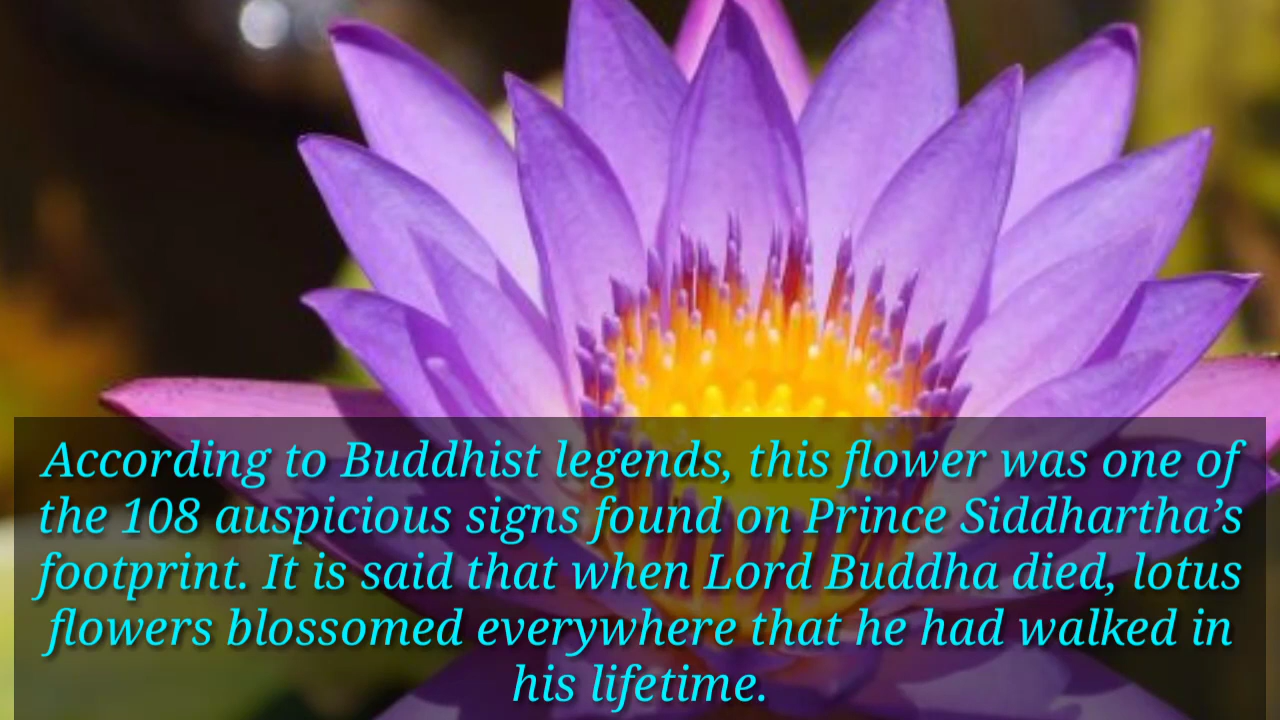 According to Buddhist legends, this flower was one of
the 108 auspicious signs found on Prince Siddhartha’s
footprint. It is said that when Lord Buddha died, lotus
flowers blossomed everywhere that he had walked in
his lifetime.